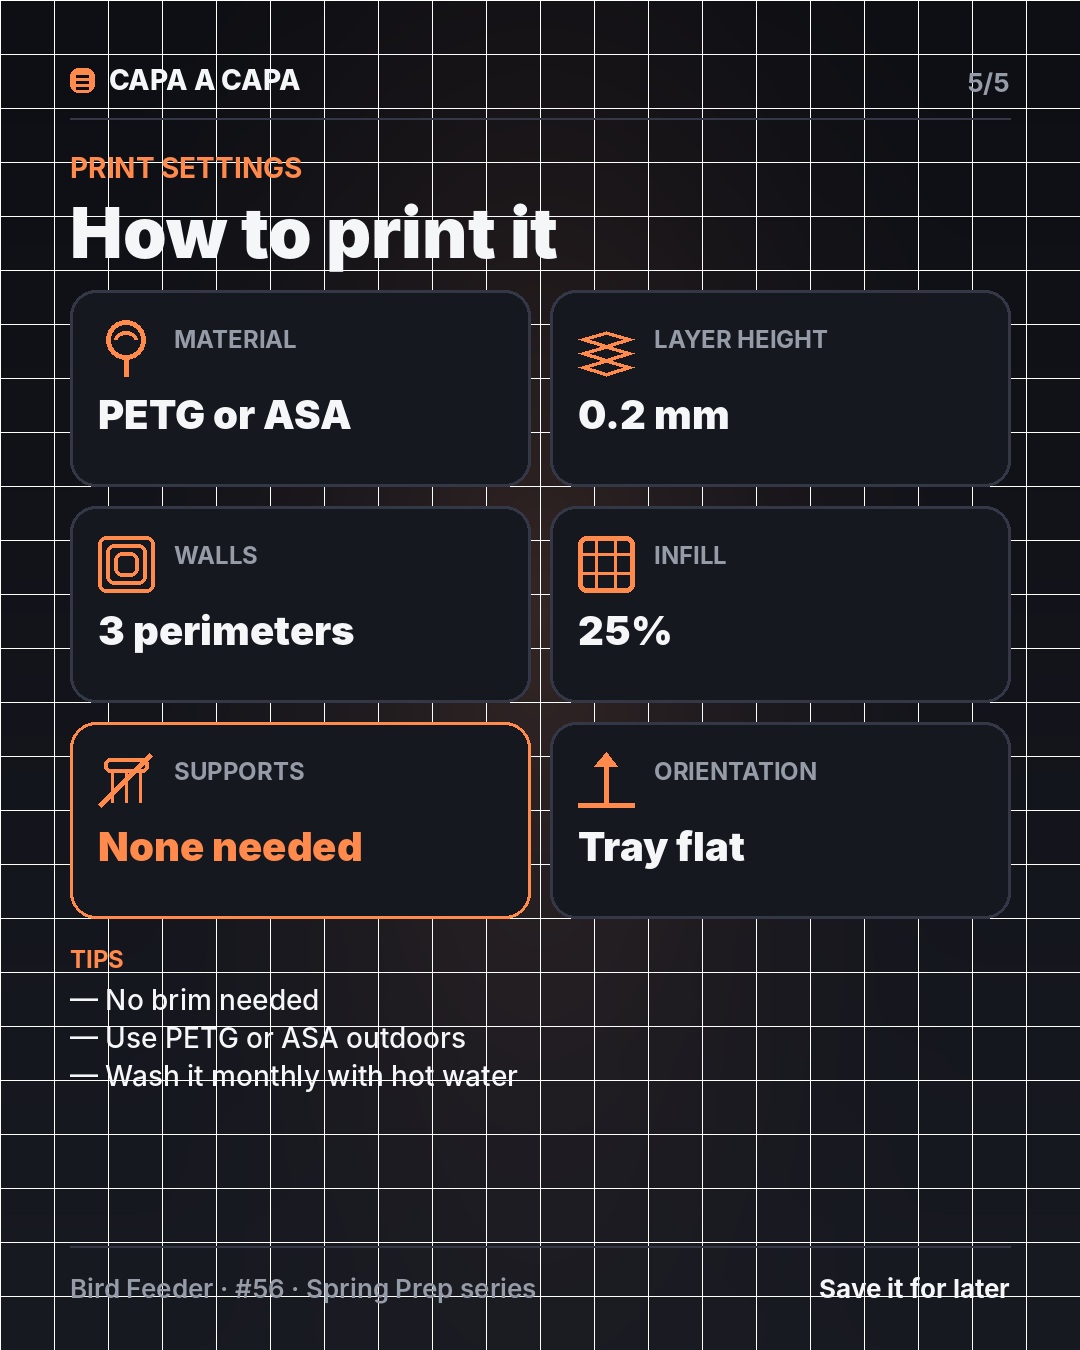 CAPA A CAPA
5/5
PRINT SETTINGS
How to print it
MATERIAL
PETG or ASA
LAYER HEIGHT
0.2 mm
WALLS
3 perimeters
INFILL
25%
SUPPORTS
None needed
ORIENTATION
Tray flat
TIPS
— No brim needed
— Use PETG or ASA outdoors
— Wash it monthly with hot water
Bird Feeder · #56 · Spring Prep series
Save it for later